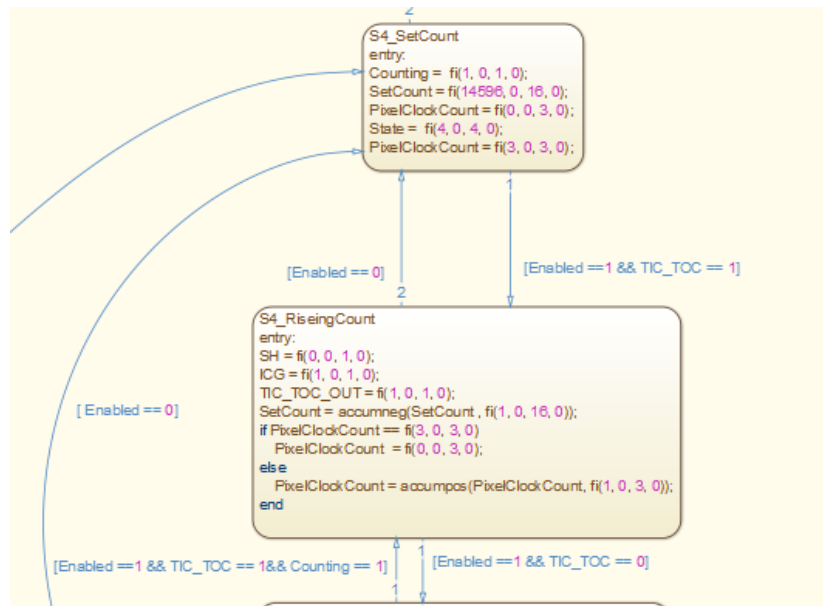 2
S4_SetCount
entry:
Counting = fi(1, 0, 1, 0);
SetCount = fi(14596, 0, 16, 0);
PixelClockCount = fi(0, 0, 3, 0);
State = fi(4, 0, 4, 0);
PixelClockCount = fi(3, 0, 3, 0);
1
[Enabled == 0]
[Enabled ==1 && TIC_TOC == 1]
2
S4_RiseingCount
entry:
SH = fi(0, 0, 1, 0);
ICG = fi(1, 0, 1, 0);
TIC_TOC_OUT = fi(1, 0, 1, 0);
SetCount = accumneg(SetCount , fi(1, 0, 16, 0));
if PixelClockCount == fi(3, 0, 3, 0)
PixelClockCount = fi(0, 0, 3, 0);
else
PixelClockCount = accumpos(PixelClockCount, fi(1, 0, 3, 0));
end
[ Enabled == 0]
[Enabled ==1 && TIC_TOC == 1&& Counting == 1]
1
[Enabled ==1 && TIC_TOC == 0]
1